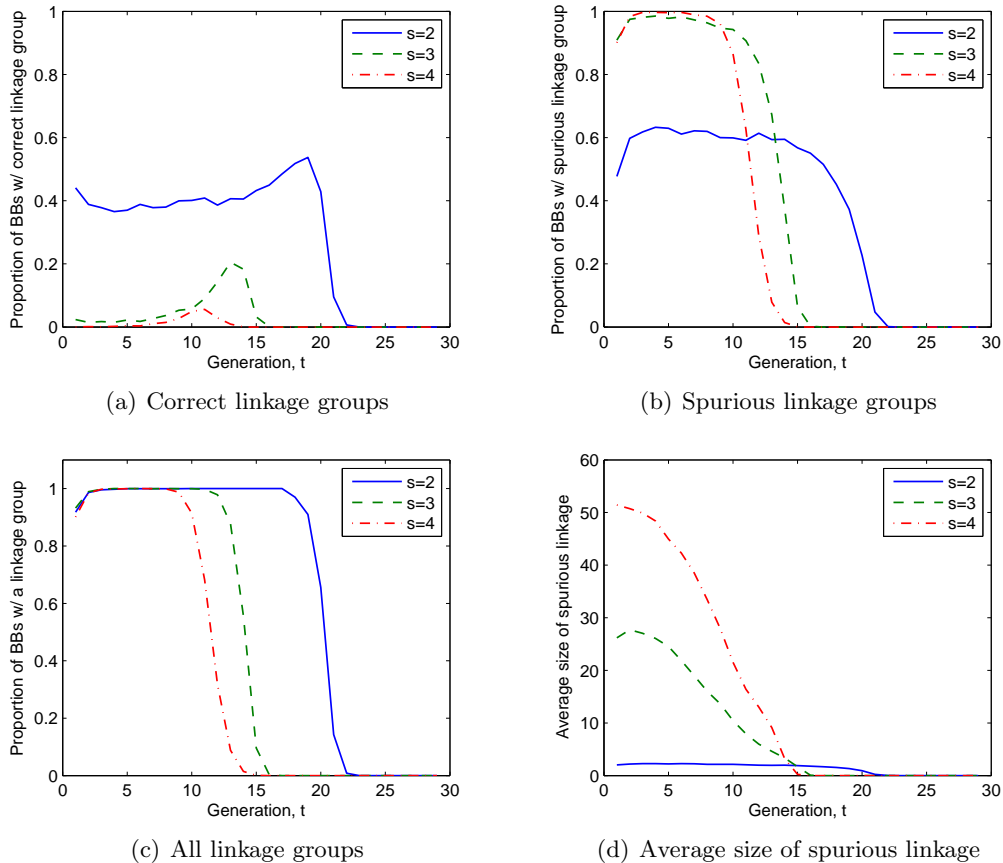 Proportion of BBs w/ correct linkage group
1
0.8
0.6
0.4
0.2
0
0 5 10 15 20 25 30
Generation, t
s=2
s=3
s=4
(a) Correct linkage groups
Proportion of BBs w/ spurious linkage group
1
0.8
0.6
0.4
0.2
0
0 5 10 15 20 25 30
Generation, t
s=2
s=3
s=4
(b) Spurious linkage groups
Proportion of BBs w/ a linkage group
1
0.8
0.6
0.4
0.2
0
0 5 10 15 20 25 30
Generation, t
s=2
s=3
s=4
(c) All linkage groups
Average size of spurious linkage
60
50
40
30
20
10
0
0 5 10 15 20 25 30
Generation, t
s=2
s=3
s=4
(d) Average size of spurious linkage